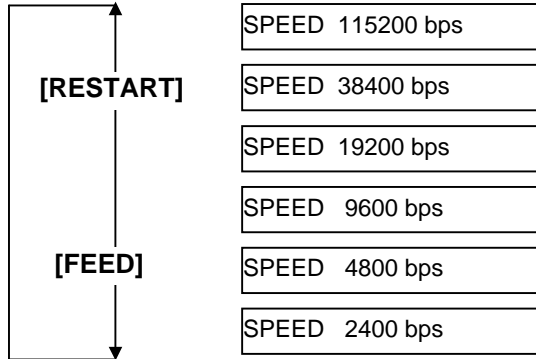 SPEED 115200 bps
[RESTART]
SPEED 38400 bps
SPEED 19200 bps
SPEED 9600 bps
[FEED]
SPEED 4800 bps
SPEED 2400 bps